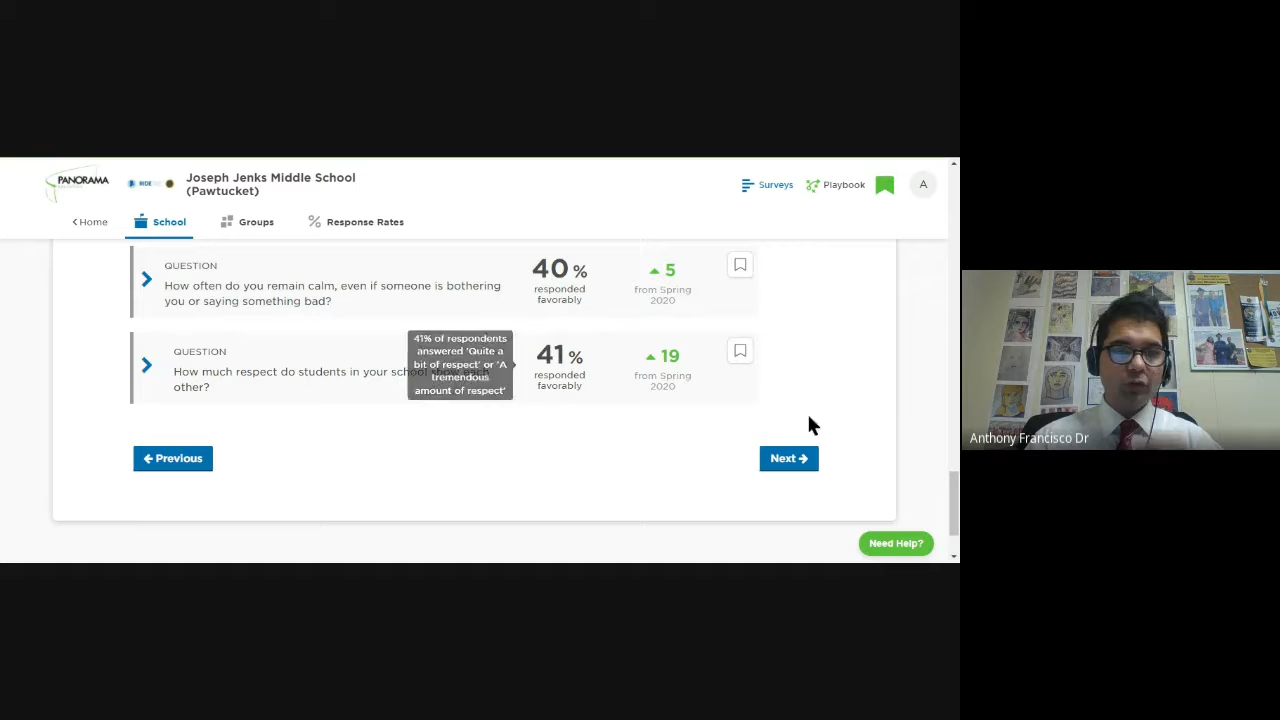 PANORAMA
RIDE
Joseph Jenks Middle School
(Pawtucket)
Surveys
Playbook
A
Home
School
Groups
Response Rates
QUESTION
How often do you remain calm, even if someone is bothering
you or saying something bad?
40 %
responded
favorably
5
from Spring
2020
QUESTION
How much respect do students in your school show each
other?
41% of respondents
answered 'Quite a
bit of respect' or 'A
tremendous
amount of respect'
41 %
responded
favorably
19
from Spring
2020
Previous
Next
Need Help?
Anthony Francisco Dr